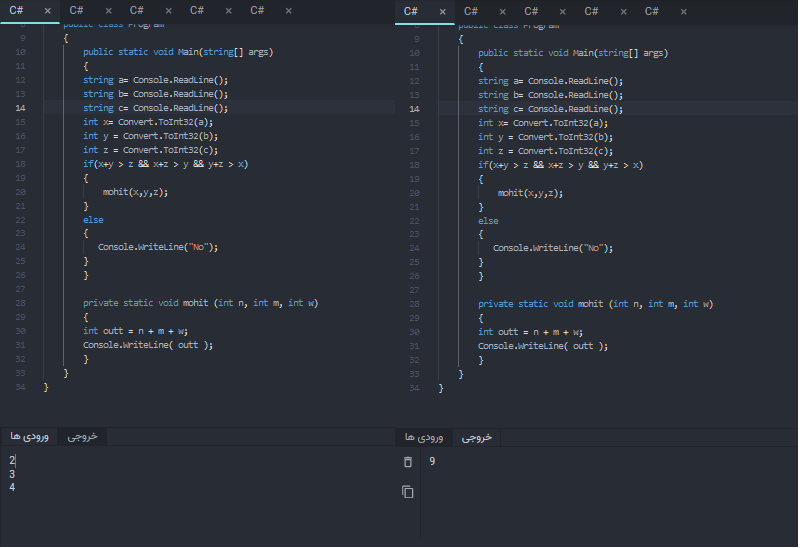 C# × C# × C# × C# × C# ×
8 public class Program
9 {
10 public static void Main(string[] args)
11 {
12 string a= Console.ReadLine();
13 string b= Console.ReadLine();
14 string c= Console.ReadLine();
15 int x= Convert.ToInt32(a);
16 int y = Convert.ToInt32(b);
17 int z = Convert.ToInt32(c);
18 if(x+y > z && x+z > y && y+z > x)
19 {
20 mohit(x,y,z);
21 }
22 else
23 {
24 Console.WriteLine("No");
25 }
26 }
27
28 private static void mohit (int n, int m, int w)
29 {
30 int outt = n + m + w;
31 Console.WriteLine( outt );
32 }
33 }
34 }
ورودی ها خروجی
2
3
4
C# × C# × C# × C# × C# ×
8 public class Program
9 {
10 public static void Main(string[] args)
11 {
12 string a= Console.ReadLine();
13 string b= Console.ReadLine();
14 string c= Console.ReadLine();
15 int x= Convert.ToInt32(a);
16 int y = Convert.ToInt32(b);
17 int z = Convert.ToInt32(c);
18 if(x+y > z && x+z > y && y+z > x)
19 {
20 mohit(x,y,z);
21 }
22 else
23 {
24 Console.WriteLine("No");
25 }
26 }
27
28 private static void mohit (int n, int m, int w)
29 {
30 int outt = n + m + w;
31 Console.WriteLine( outt );
32 }
33 }
34 }
ورودی ها خروجی
9